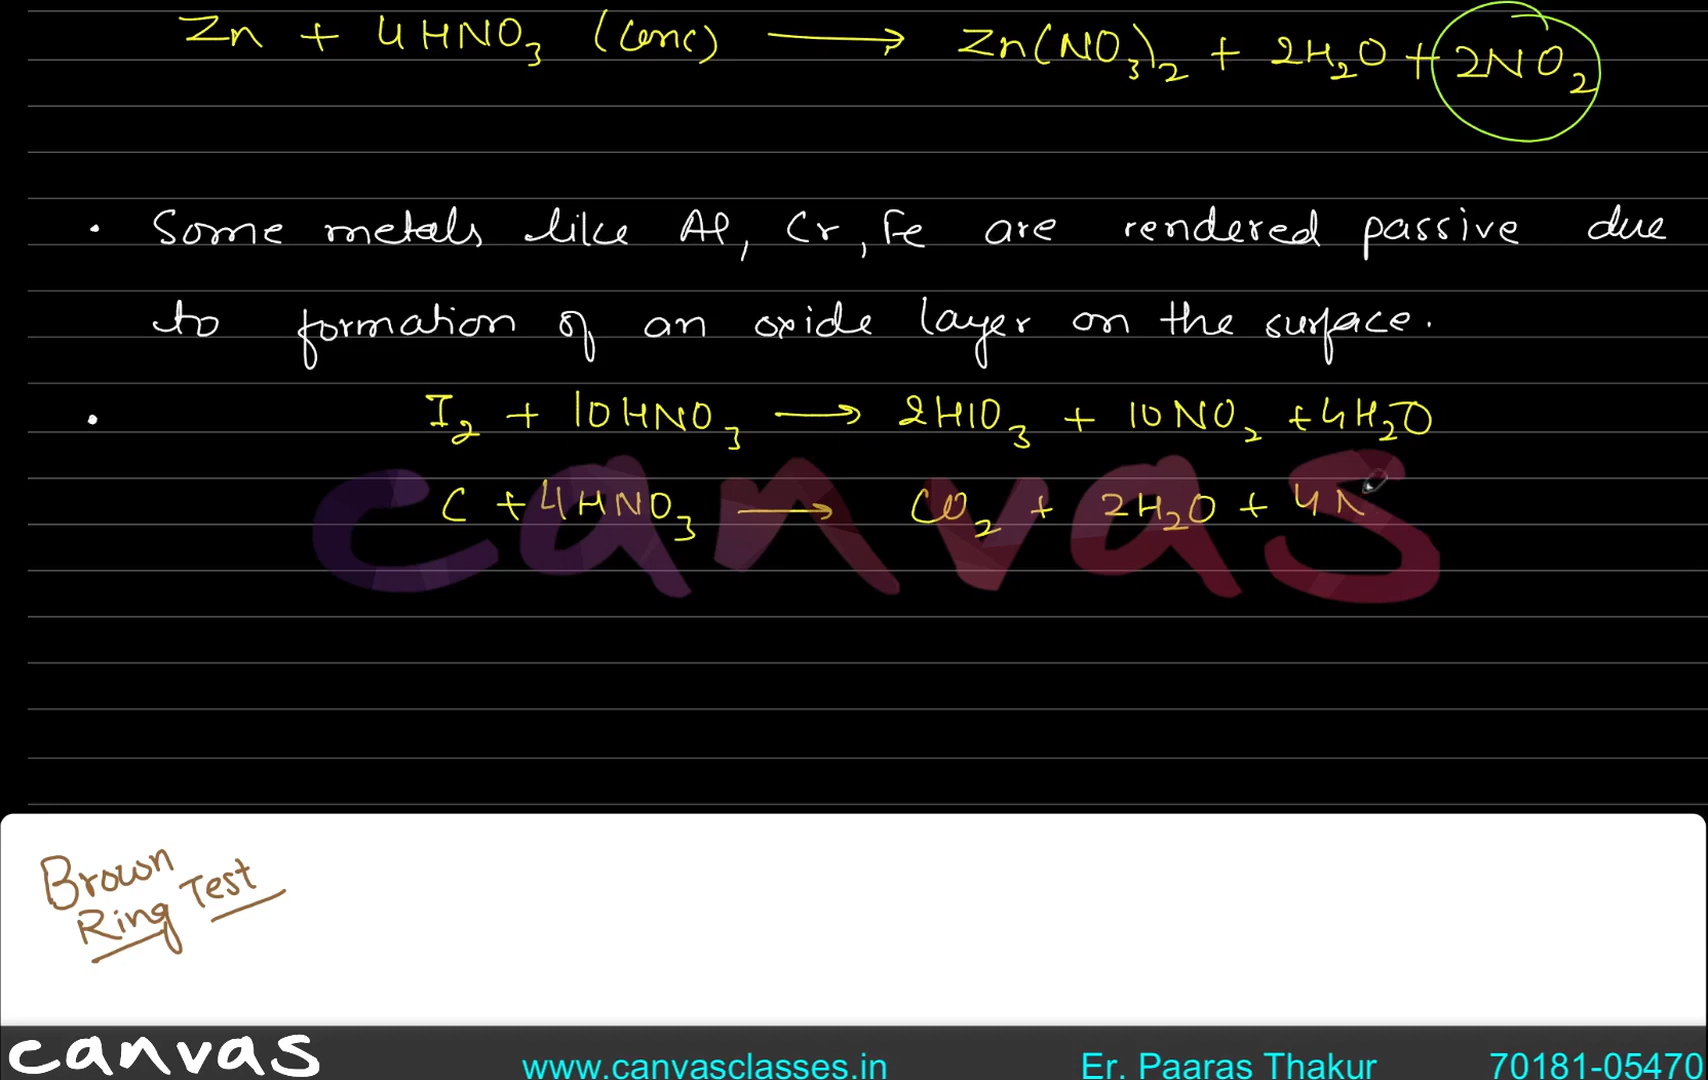 Zn + 4HNO3 (conc) ⟶ Zn(NO3)2 + 2H2O + 2NO2
• Some metals like Al, Cr, Fe are rendered passive due
to formation of an oxide layer on the surface.
• I2 + 10HNO3 ⟶ 2HIO3 + 10NO2 + 4H2O
C + 4HNO3 ⟶ CO2 + 2H2O + 4N
canvas
Brown
Ring Test
canvas www.canvasclasses.in Er. Paaras Thakur 70181-05470